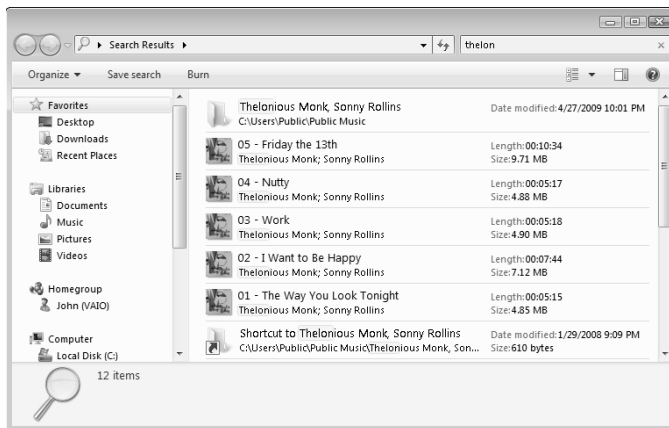 Search Results
thelon
Organize
Save search
Burn
Favorites
Desktop
Downloads
Recent Places
Libraries
Documents
Music
Pictures
Videos
Homegroup
John (VAIO)
Computer
Local Disk (C:)
Thelonious Monk, Sonny Rollins
C:\Users\Public\Public Music
Date modified: 4/27/2009 10:01 PM
05 - Friday the 13th
Thelonious Monk; Sonny Rollins
Length: 00:10:34
Size: 9.71 MB
04 - Nutty
Thelonious Monk; Sonny Rollins
Length: 00:05:17
Size: 4.88 MB
03 - Work
Thelonious Monk; Sonny Rollins
Length: 00:05:18
Size: 4.90 MB
02 - I Want to Be Happy
Thelonious Monk; Sonny Rollins
Length: 00:07:44
Size: 7.12 MB
01 - The Way You Look Tonight
Thelonious Monk; Sonny Rollins
Length: 00:05:15
Size: 4.85 MB
Shortcut to Thelonious Monk, Sonny Rollins
C:\Users\Public\Public Music\Thelonious Monk, Son...
Date modified: 1/29/2008 9:09 PM
Size: 610 bytes
12 items